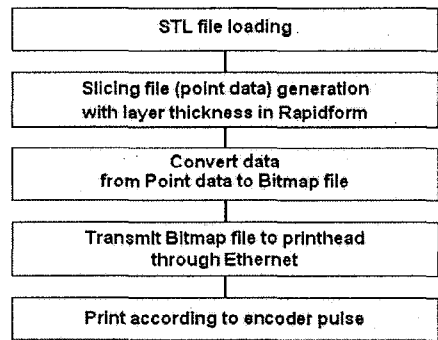 STL file loading
Slicing file (point data) generation
with layer thickness in Rapidform
Convert data
from Point data to Bitmap file
Transmit Bitmap file to printhead
through Ethernet
Print according to encoder pulse